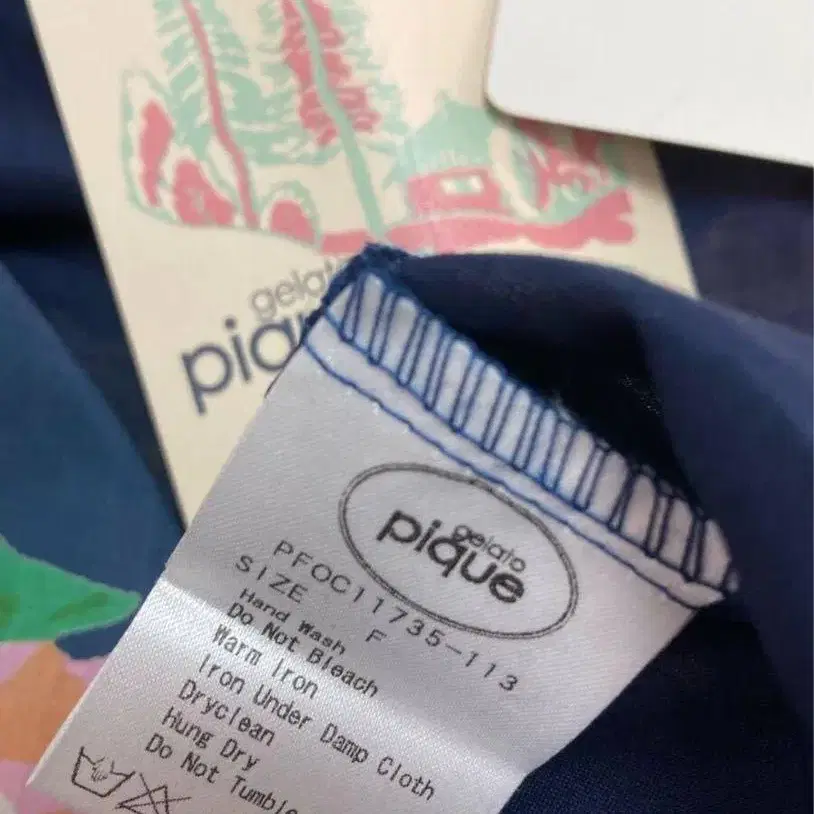 gelato
pique
gelato
pique
PFOC11735-113
SIZE F
Hand Wash
Do Not Bleach
Warm Iron
Iron Under Damp Cloth
Dryclean
Hung Dry
Do Not Tumble